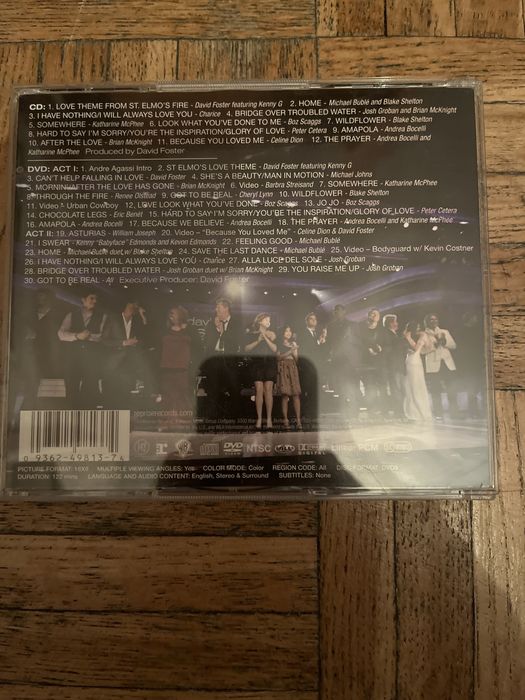 CD: 1. LOVE THEME FROM ST. ELMO'S FIRE - David Foster featuring Kenny G 2. HOME - Michael Bublé and Blake Shelton
3. I HAVE NOTHING/I WILL ALWAYS LOVE YOU - Charice 4. BRIDGE OVER TROUBLED WATER - Josh Groban and Brian McKnight
5. SOMEWHERE - Katharine McPhee 6. LOOK WHAT YOU'VE DONE TO ME - Boz Scaggs 7. WILDFLOWER - Blake Shelton
8. HARD TO SAY I'M SORRY/YOU'RE THE INSPIRATION/GLORY OF LOVE - Peter Cetera 9. AMAPOLA - Andrea Bocelli
10. AFTER THE LOVE - Brian McKnight 11. BECAUSE YOU LOVED ME - Celine Dion 12. THE PRAYER - Andrea Bocelli and
Katharine McPhee Produced by David Foster
DVD: ACT I: 1. Andre Agassi Intro 2. ST ELMO'S LOVE THEME - David Foster featuring Kenny G
3. CAN'T HELP FALLING IN LOVE - David Foster 4. SHE'S A BEAUTY/MAN IN MOTION - Michael Johns
5. MORNIN'/AFTER THE LOVE HAS GONE - Brian McKnight 6. Video - Barbra Streisand 7. SOMEWHERE - Katharine McPhee
8. THROUGH THE FIRE - Renee Olstead 9. GOT TO BE REAL - Cheryl Lynn 10. WILDFLOWER - Blake Shelton
11. Video - Urban Cowboy 12. LOOK WHAT YOU'VE DONE - Boz Scaggs 13. JO JO - Boz Scaggs
14. CHOCOLATE LEGS - Eric Benét 15. HARD TO SAY I'M SORRY/YOU'RE THE INSPIRATION/GLORY OF LOVE - Peter Cetera
16. AMAPOLA - Andrea Bocelli 17. BECAUSE WE BELIEVE - Andrea Bocelli 18. THE PRAYER - Andrea Bocelli and Katharine McPhee
ACT II: 19. ASTURIAS - William Joseph 20. Video – "Because You Loved Me" - Celine Dion & David Foster
21. I SWEAR - Kenny "Babyface" Edmonds and Kevon Edmonds 22. FEELING GOOD - Michael Bublé
23. HOME - Michael Bublé duet w/ Blake Shelton 24. SAVE THE LAST DANCE - Michael Bublé 25. Video – Bodyguard w/ Kevin Costner
26. I HAVE NOTHING/I WILL ALWAYS LOVE YOU - Charice 27. ALLA LUCE DEL SOLE - Josh Groban
28. BRIDGE OVER TROUBLED WATER - Josh Groban duet w/ Brian McKnight 29. YOU RAISE ME UP - Josh Groban
30. GOT TO BE REAL - All Executive Producer: David Foster
repriserecords.com
DVD NTSC PCM
DIGITAL
0 9362-49813-7
PICTURE FORMAT: 16X9 MULTIPLE VIEWING ANGLES: Yes COLOR MODE: Color REGION CODE: All DISC FORMAT: DVD9
DURATION: 122 mins LANGUAGE AND AUDIO CONTENT: English, Stereo & Surround SUBTITLES: None